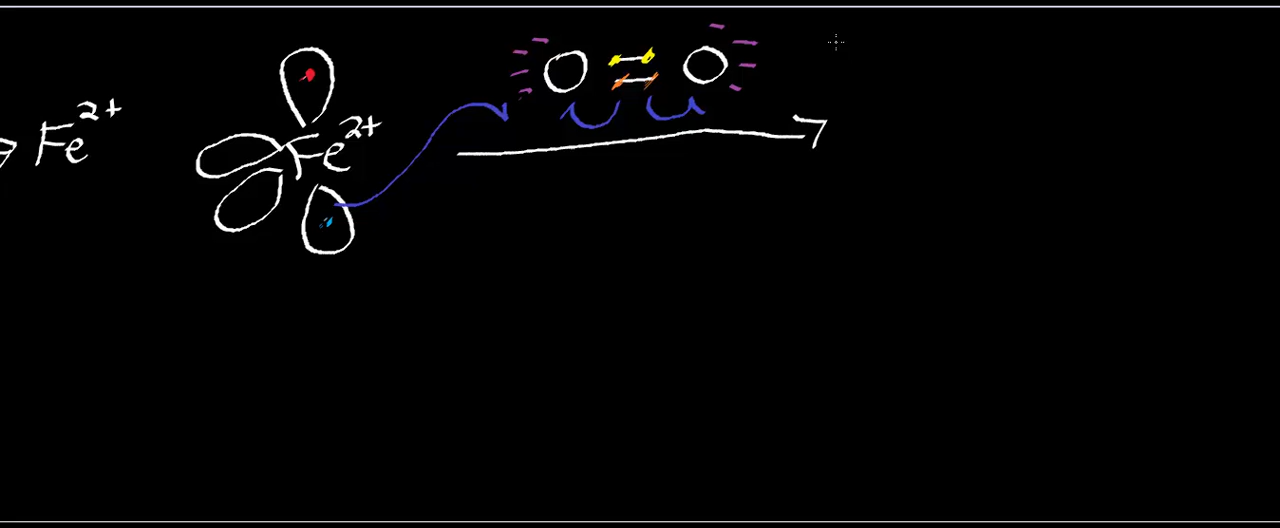 → Fe²⁺
Fe²⁺
O = O →